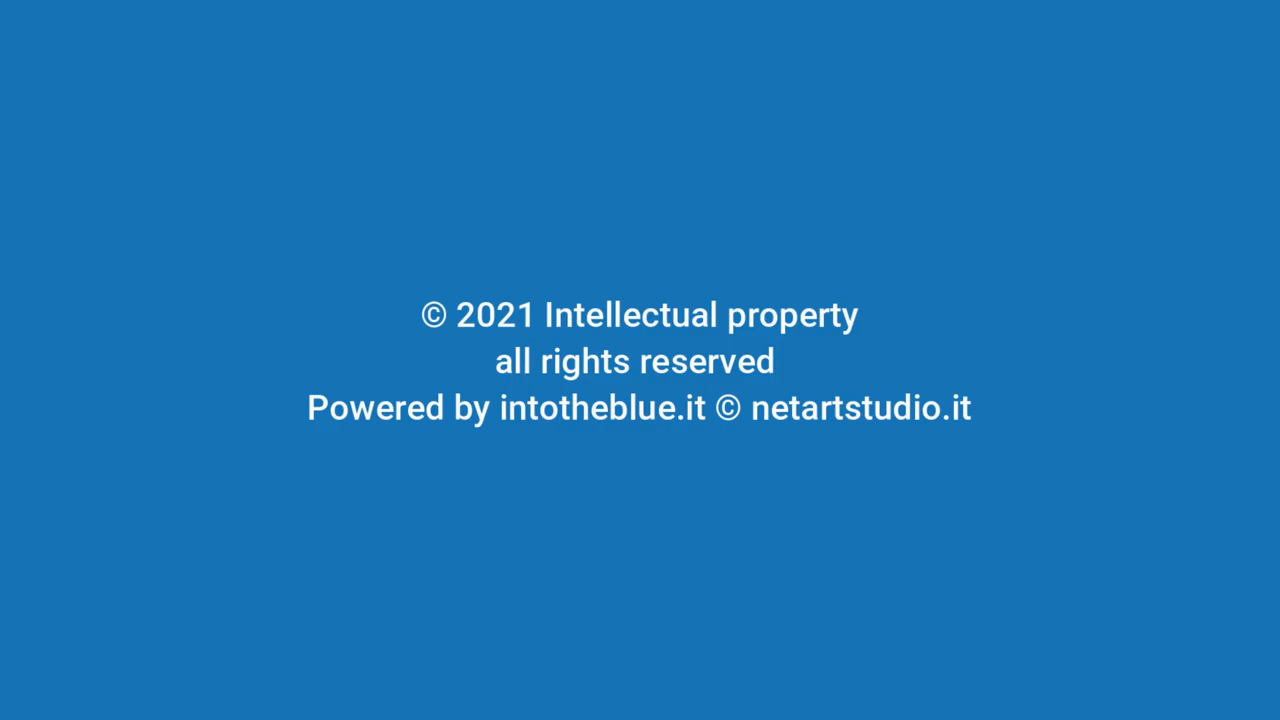 © 2021 Intellectual property
all rights reserved
Powered by intotheblue.it © netartstudio.it